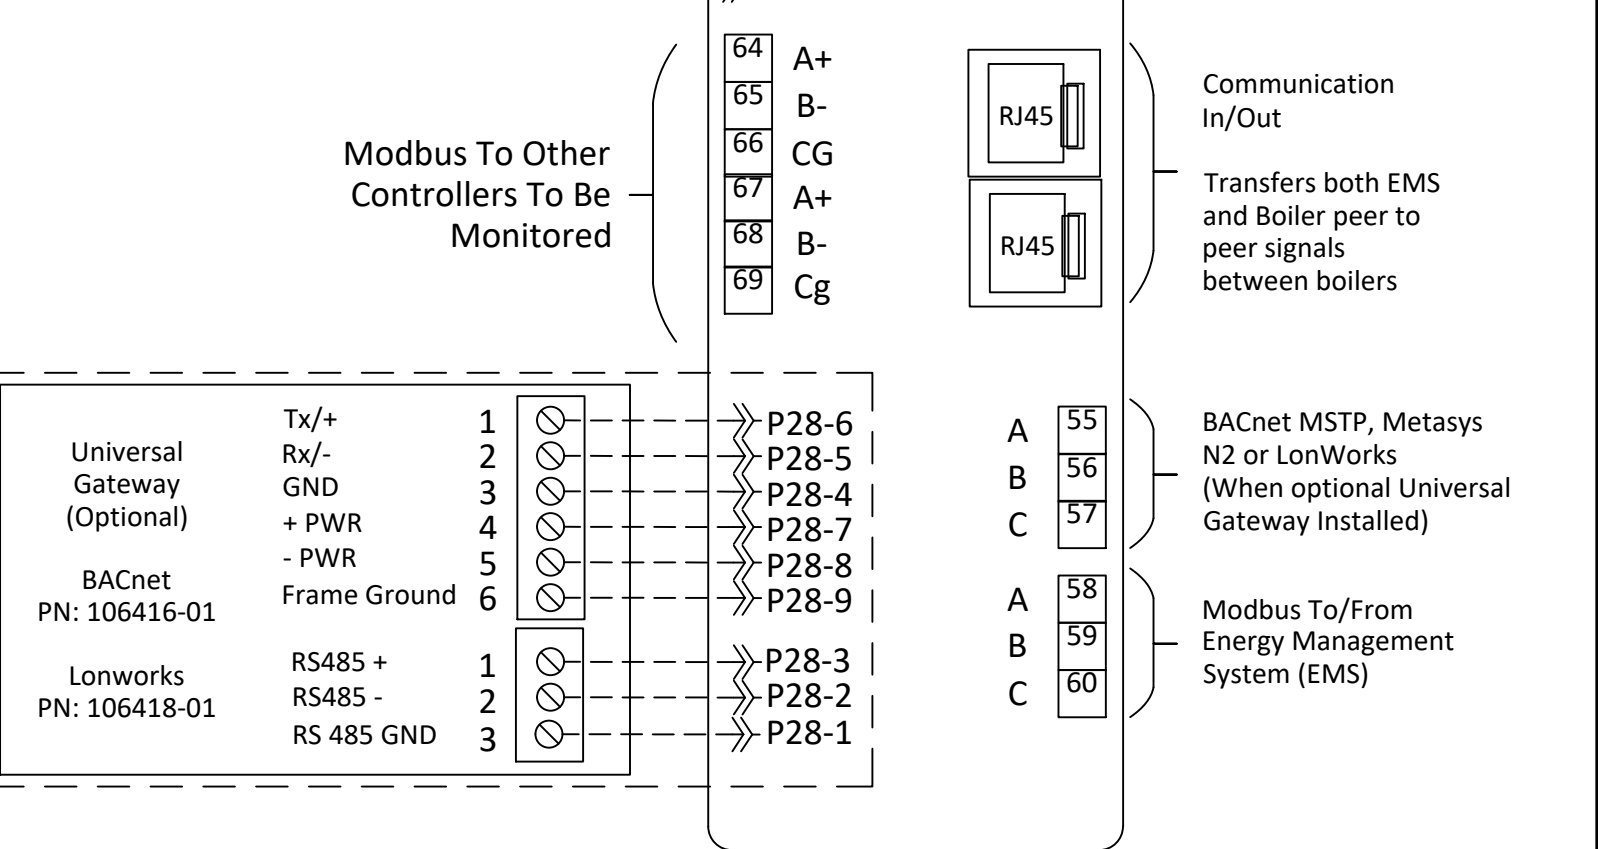 64 A+
65 B-
66 CG
67 A+
68 B-
69 Cg
Modbus To Other
Controllers To Be
Monitored
RJ45
RJ45
Communication
In/Out
Transfers both EMS
and Boiler peer to
peer signals
between boilers
Universal
Gateway
(Optional)
BACnet
PN: 106416-01
Lonworks
PN: 106418-01
Tx/+ 1 P28-6
Rx/- 2 P28-5
GND 3 P28-4
+ PWR 4 P28-7
- PWR 5 P28-8
Frame Ground 6 P28-9
RS485 + 1 P28-3
RS485 - 2 P28-2
RS 485 GND 3 P28-1
A 55
B 56
C 57
BACnet MSTP, Metasys
N2 or LonWorks
(When optional Universal
Gateway Installed)
A 58
B 59
C 60
Modbus To/From
Energy Management
System (EMS)